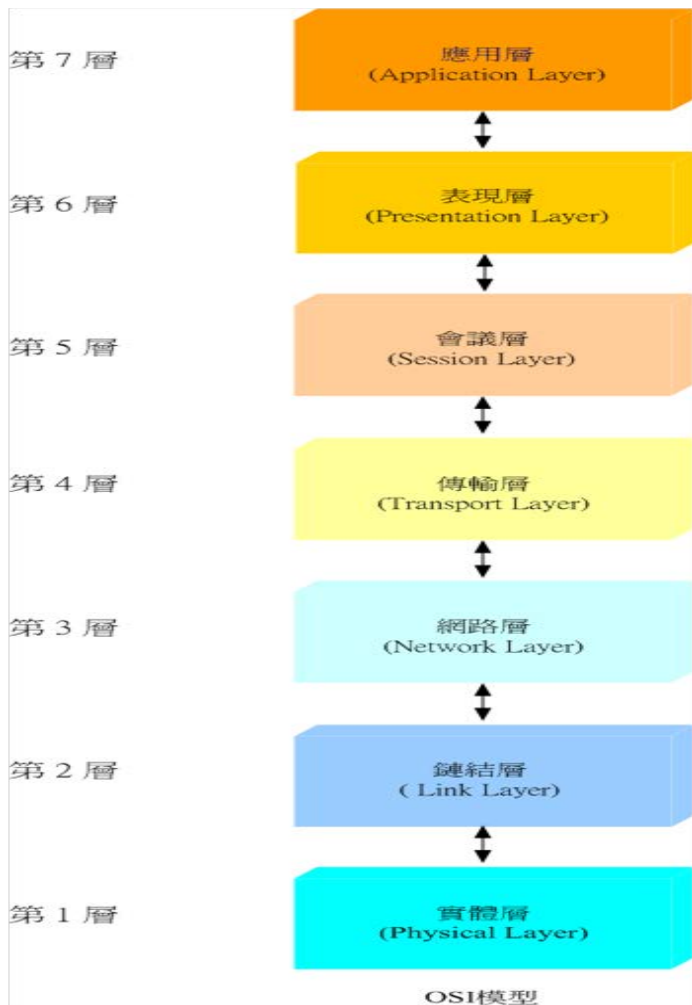 第 7 層
應用層
(Application Layer)
第 6 層
表現層
(Presentation Layer)
第 5 層
會議層
(Session Layer)
第 4 層
傳輸層
(Transport Layer)
第 3 層
網路層
(Network Layer)
第 2 層
鏈結層
( Link Layer)
第 1 層
實體層
(Physical Layer)
OSI模型